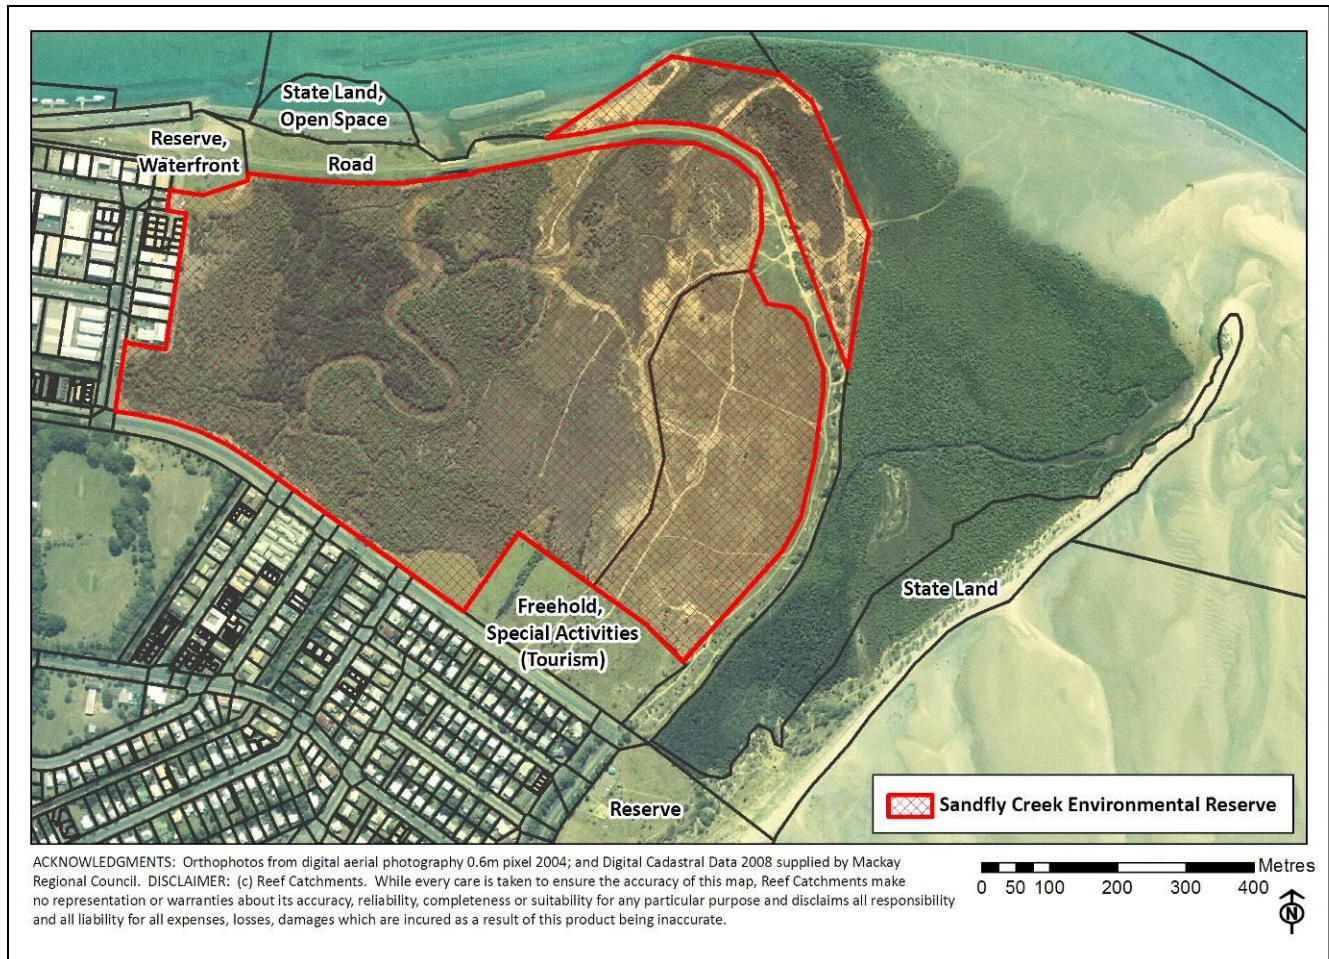 State Land,
Open Space
Reserve,
Waterfront
Road
Freehold,
Special Activities
(Tourism)
State Land
Reserve
Sandfly Creek Environmental Reserve
ACKNOWLEDGMENTS: Orthophotos from digital aerial photography 0.6m pixel 2004; and Digital Cadastral Data 2008 supplied by Mackay
Regional Council. DISCLAIMER: (c) Reef Catchments. While every care is taken to ensure the accuracy of this map, Reef Catchments make
no representation or warranties about its accuracy, reliability, completeness or suitability for any particular purpose and disclaims all responsibility
and all liability for all expenses, losses, damages which are incured as a result of this product being inaccurate.
Metres
0 50 100 200 300 400
N